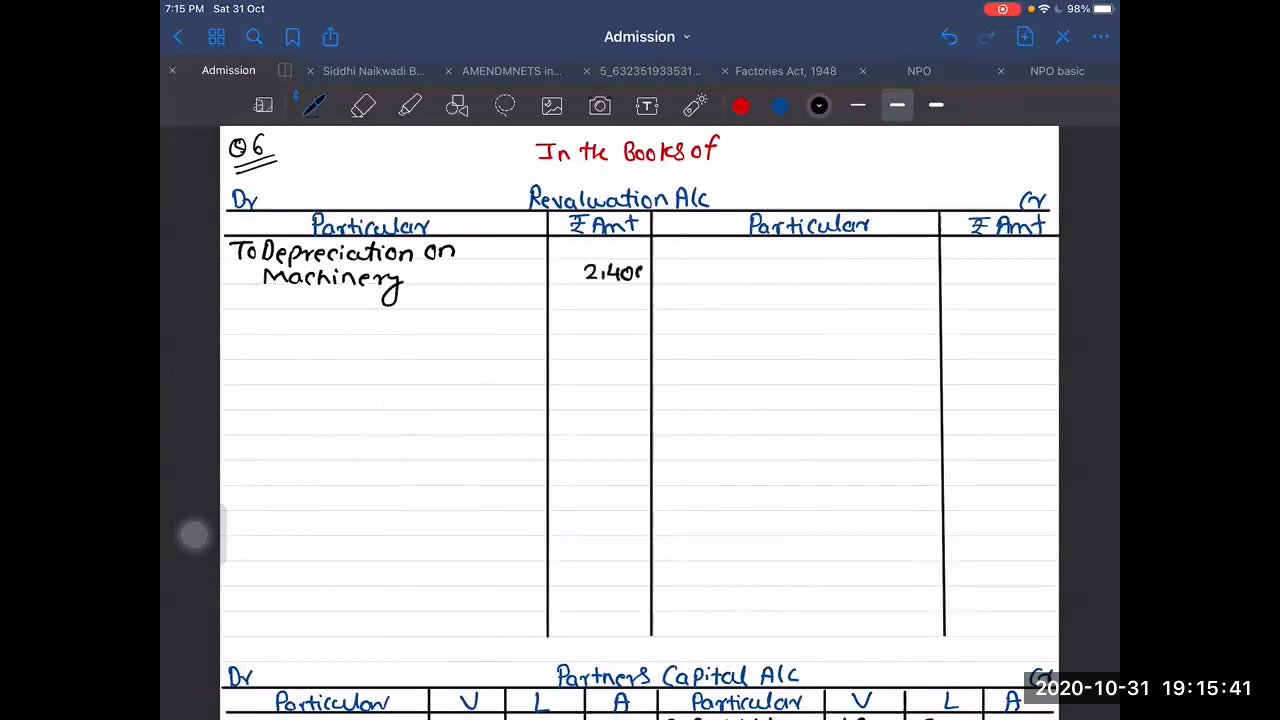 7:15 PM Sat 31 Oct 98%
Admission
Admission Siddhi Naikwadi B... AMENDMNETS in... 5_632351933531... Factories Act, 1948 NPO NPO basic
Q6 In the Books of
Dr Revaluation A/c Cr
Particular ₹ Amt Particular ₹ Amt
To Depreciation on
Machinery 2,400
Dr Partners Capital A/c Cr
Particular V L A Particular V L A
2020-10-31 19:15:41